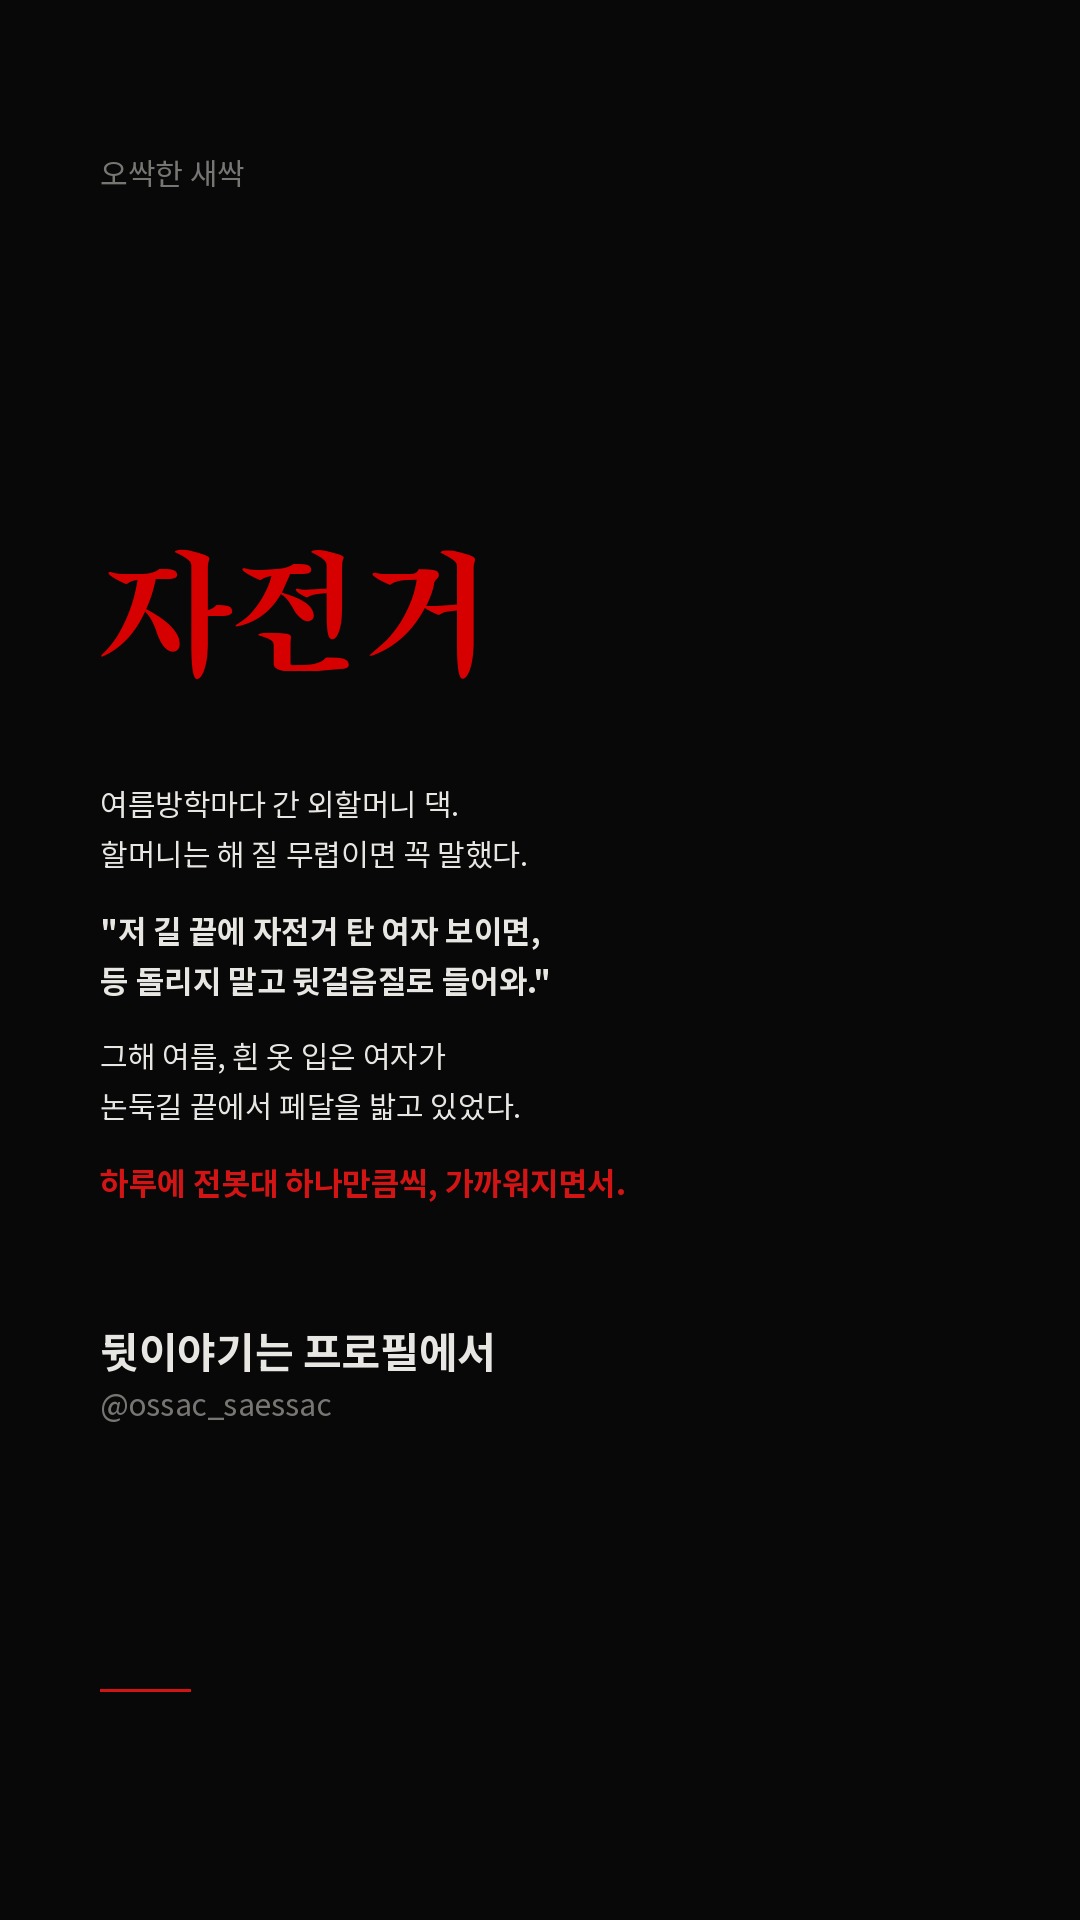 오싹한 새싹
자전거
여름방학마다 간 외할머니 댁.
할머니는 해 질 무렵이면 꼭 말했다.
"저 길 끝에 자전거 탄 여자 보이면,
등 돌리지 말고 뒷걸음질로 들어와."
그해 여름, 흰 옷 입은 여자가
논둑길 끝에서 페달을 밟고 있었다.
하루에 전봇대 하나만큼씩, 가까워지면서.
뒷이야기는 프로필에서
@ossac_saessac